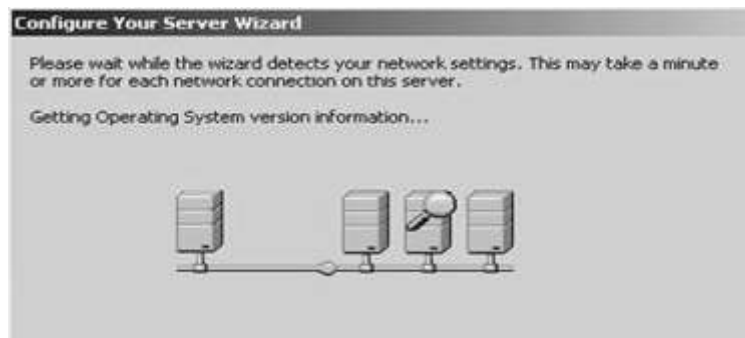 Configure Your Server Wizard
Please wait while the wizard detects your network settings. This may take a minute
or more for each network connection on this server.
Getting Operating System version information...